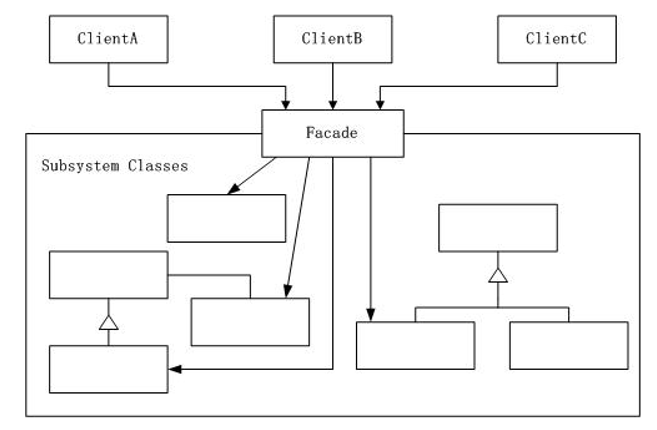 ClientA
ClientB
ClientC
Facade
Subsystem Classes